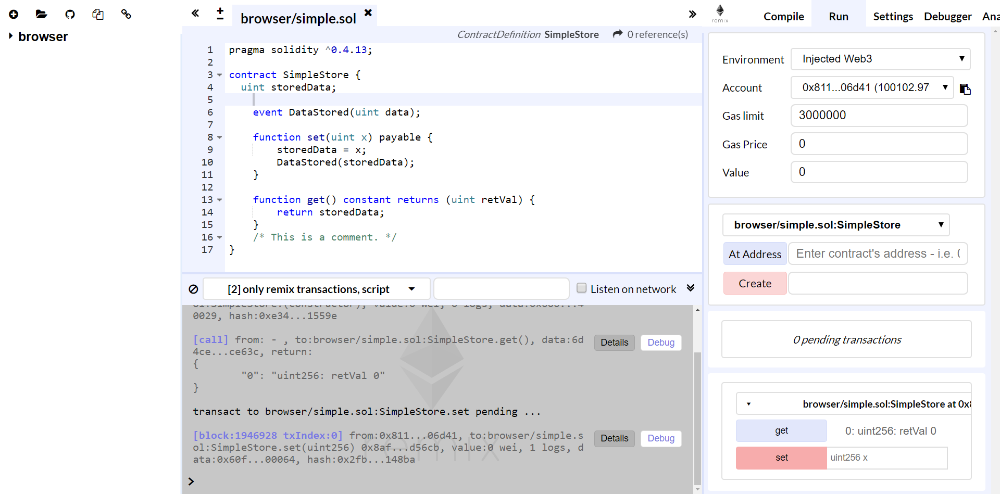 browser
browser/simple.sol
ContractDefinition SimpleStore 0 reference(s)
1 pragma solidity ^0.4.13;
2
3 contract SimpleStore {
4 uint storedData;
5
6 event DataStored(uint data);
7
8 function set(uint x) payable {
9 storedData = x;
10 DataStored(storedData);
11 }
12
13 function get() constant returns (uint retVal) {
14 return storedData;
15 }
16 /* This is a comment. */
17 }
[2] only remix transactions, script
Listen on network
0029, hash:0xe34...1559e
[call] from: - , to:browser/simple.sol:SimpleStore.get(), data:6d
4ce...ce63c, return:
{
"0": "uint256: retVal 0"
}
Details Debug
transact to browser/simple.sol:SimpleStore.set pending ...
[block:1946928 txIndex:0] from:0x811...06d41, to:browser/simple.s
ol:SimpleStore.set(uint256) 0x8af...d56cb, value:0 wei, 1 logs, d
ata:0x60f...00064, hash:0x2fb...148ba
Details Debug
remix
>
remix
Compile Run Settings Debugger Ana
Environment Injected Web3
Account 0x811...06d41 (100102.97
Gas limit 3000000
Gas Price 0
Value 0
browser/simple.sol:SimpleStore
At Address Enter contract's address - i.e.
Create
0 pending transactions
browser/simple.sol:SimpleStore at 0x8
get 0: uint256: retVal 0
set uint256 x